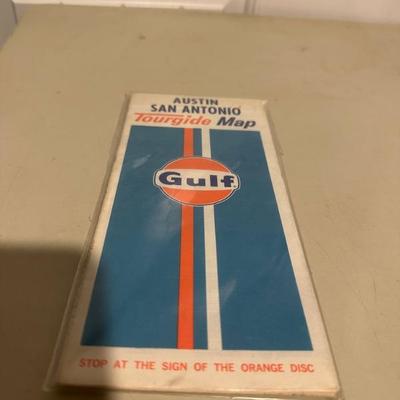 AUSTIN
SAN ANTONIO
Tourgide Map
Gulf
STOP AT THE SIGN OF THE ORANGE DISC